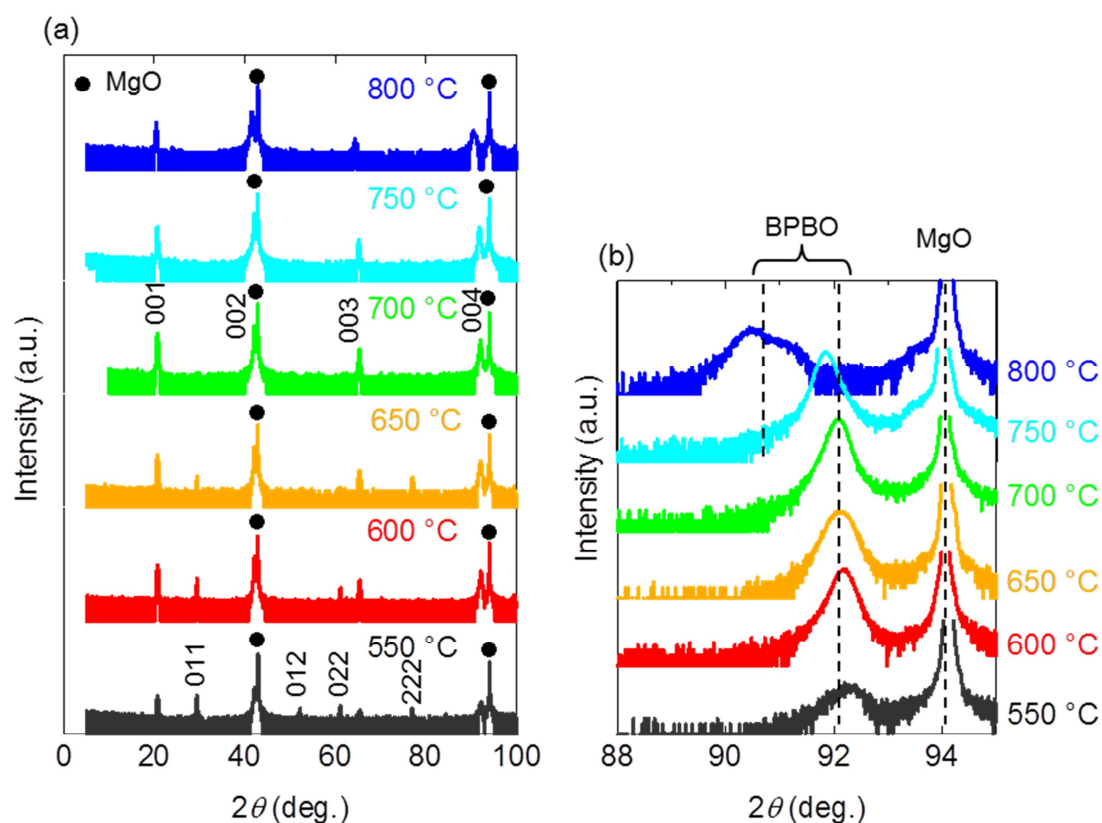 (a)
MgO
800 °C
750 °C
001
002
700 °C
003
004
650 °C
600 °C
550 °C
011
012
022
222
0
20
40
60
80
100
2θ (deg.)
Intensity (a.u.)
BPBO
MgO
(b)
800 °C
750 °C
700 °C
650 °C
600 °C
550 °C
88
90
92
94
2θ (deg.)
Intensity (a.u.)